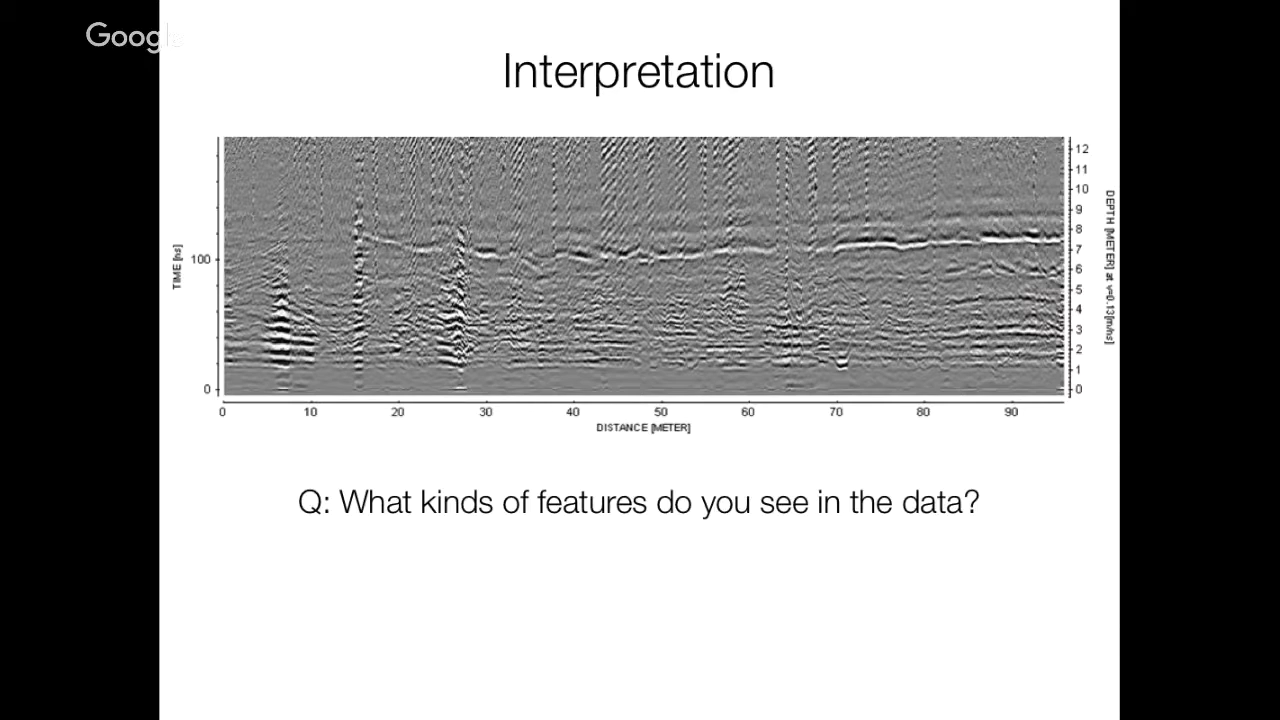 Google
Interpretation
TIME [ns]
100
0
12
11
10
9
8
7
6
5
4
3
2
1
0
DEPTH [METER] at v=0.13[m/ns]
0 10 20 30 40 50 60 70 80 90
DISTANCE [METER]
Q: What kinds of features do you see in the data?